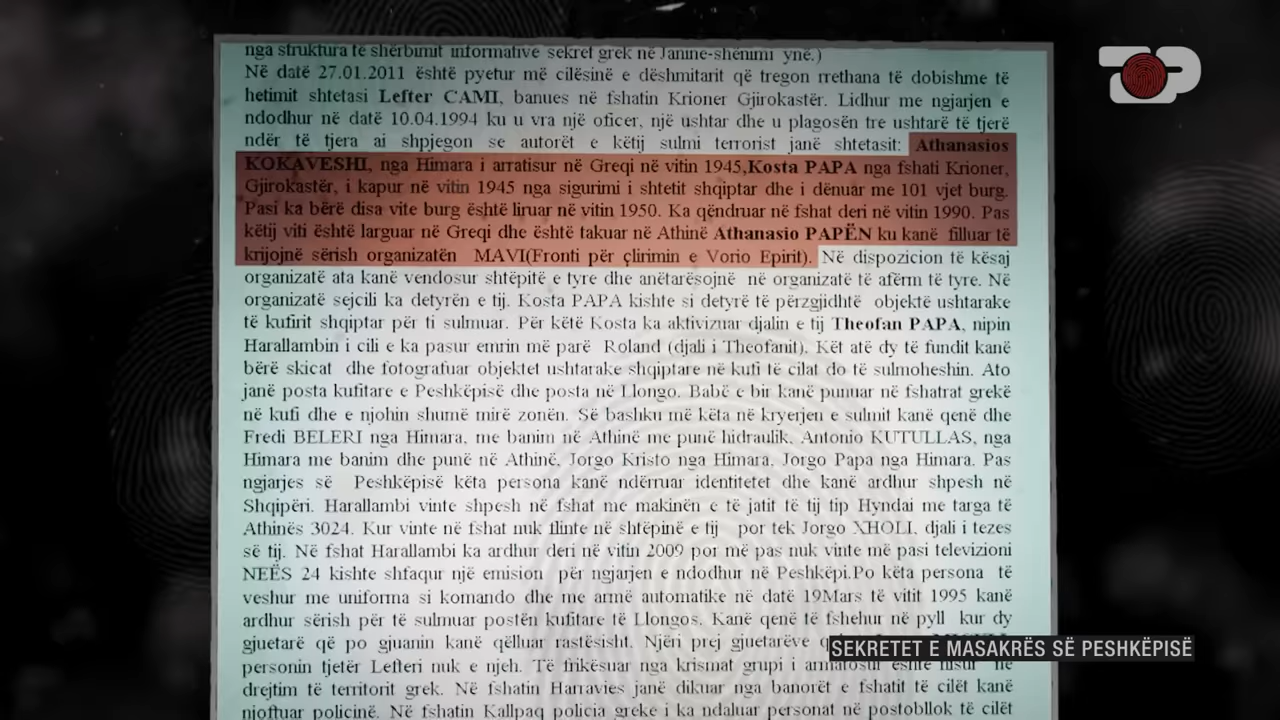 nga struktura të shërbimit informative sekret grek në Janinë-shënimi ynë.)
Në datë 27.01.2011 është pyetur më cilësinë e dëshmitarit që tregon rrethana të dobishme të
hetimit shtetasi Lefter CAMI, banues në fshatin Krioner Gjirokastër. Lidhur me ngjarjen e
ndodhur në datë 10.04.1994 ku u vra një oficer, një ushtar dhe u plagosën tre ushtarë të tjerë
ndër të tjera ai shpjegon se autorët e këtij sulmi terrorist janë shtetasit: Athanasios
KOKAVESHI, nga Himara i arratisur në Greqi në vitin 1945,Kosta PAPA nga fshati Krioner,
Gjirokastër, i kapur në vitin 1945 nga sigurimi i shtetit shqiptar dhe i dënuar me 101 vjet burg.
Pasi ka bërë disa vite burg është liruar në vitin 1950. Ka qëndruar në fshat deri në vitin 1990. Pas
këtij viti është larguar në Greqi dhe është takuar në Athinë Athanasio PAPËN ku kanë filluar të
krijojnë sërish organizatën MAVI(Fronti për çlirimin e Vorio Epirit). Në dispozicion të kësaj
organizatë ata kanë vendosur shtëpitë e tyre dhe anëtarësojnë në organizatë të afërm të tyre. Në
organizatë sejcili ka detyrën e tij. Kosta PAPA kishte si detyrë të përzgjidhtë objektë ushtarake
të kufirit shqiptar për ti sulmuar. Për këtë Kosta ka aktivizuar djalin e tij Theofan PAPA, nipin
Harallambin i cili e ka pasur emrin më parë Roland (djali i Theofanit). Kët atë dy të fundit kanë
bërë skicat dhe fotografuar objektet ushtarake shqiptare në kufi të cilat do të sulmoheshin. Ato
janë posta kufitare e Peshkëpisë dhe posta në Llongo. Babë e bir kanë punuar në fshatrat grekë
në kufi dhe e njohin shumë mirë zonën. Së bashku më këta në kryerjen e sulmit kanë qenë dhe
Fredi BELERI nga Himara, me banim në Athinë me punë hidraulik, Antonio KUTULLAS, nga
Himara me banim dhe punë në Athinë, Jorgo Kristo nga Himara, Jorgo Papa nga Himara. Pas
ngjarjes së Peshkëpisë këta persona kanë ndërruar identitetet dhe kanë ardhur shpesh në
Shqipëri. Harallambi vinte shpesh në fshat me makinën e të jatit të tij tip Hyndai me targa të
Athinës 3024. Kur vinte në fshat nuk flinte në shtëpinë e tij por tek Jorgo XHOLI, djali i tezes
së tij. Në fshat Harallambi ka ardhur deri në vitin 2009 por më pas nuk vinte më pasi televizioni
NEËS 24 kishte shfaqur një emision për ngjarjen e ndodhur në Peshkëpi.Po këta persona të
veshur me uniforma si komando dhe me armë automatike në datë 19Mars të vitit 1995 kanë
ardhur sërish për të sulmuar postën kufitare të Llongos. Kanë qenë të fshehur në pyll kur dy
gjuetarë që po gjuanin kanë qëlluar rastësisht. Njëri prej gjuetarëve
personin tjetër Lefteri nuk e njeh. Të frikësuar nga krismat grupi i armatosur është nisur në
drejtim të territorit grek. Në fshatin Harravies janë dikuar nga banorët e fshatit të cilët kanë
njoftuar policinë. Në fshatin Kallpaq policia greke i ka ndaluar personat në postobllok të cilët
TOP
SEKRETET E MASAKRËS SË PESHKËPISË